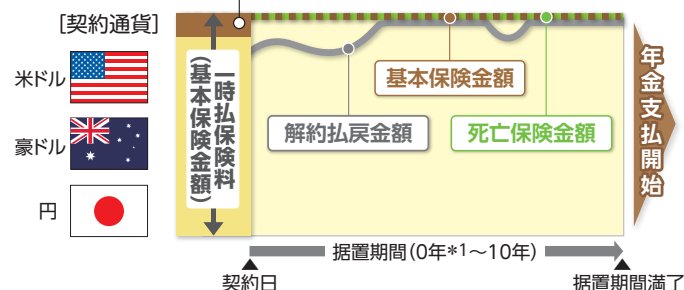 [契約通貨]
米ドル
豪ドル
円
一時払保険料
(基本保険金額)
基本保険金額
解約払戻金額
死亡保険金額
年金支払開始
据置期間(0年*1～10年)
契約日
据置期間満了